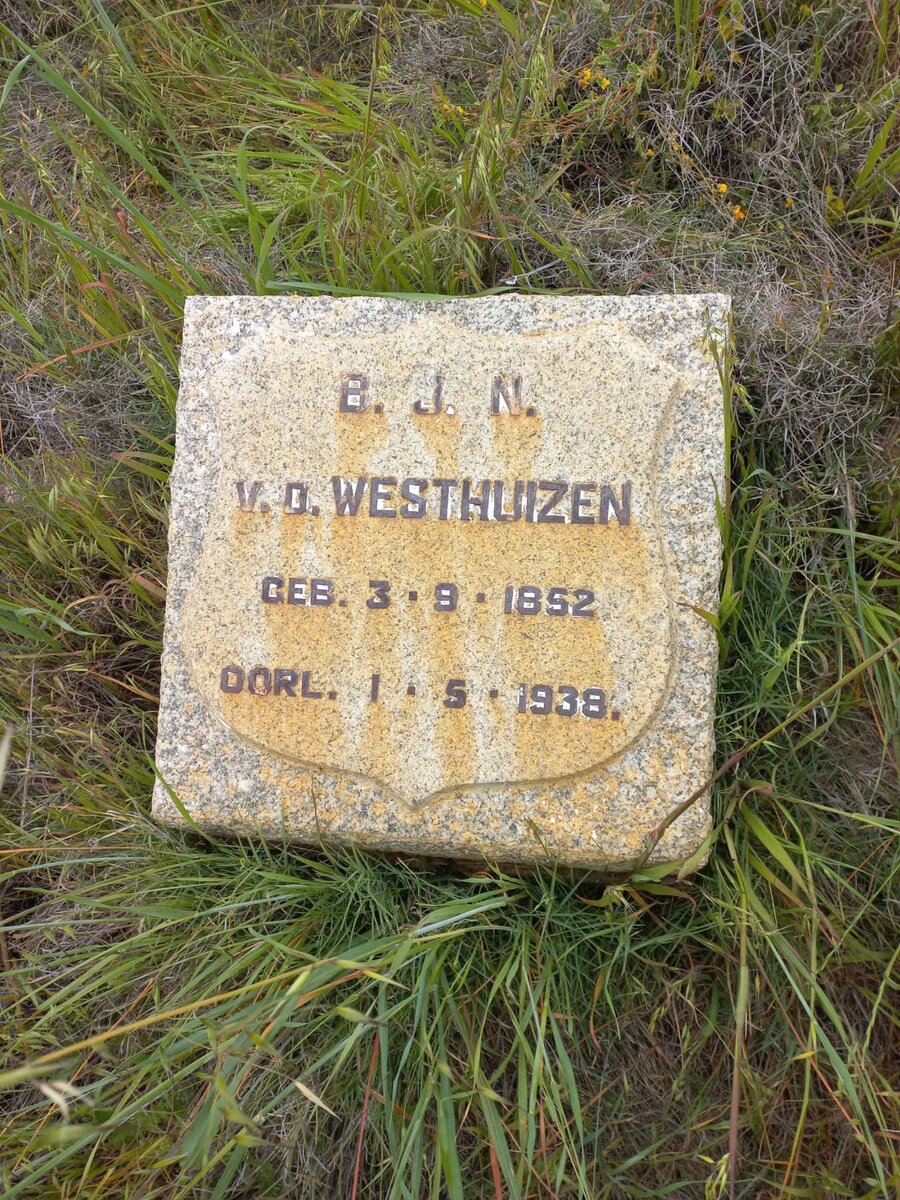 B. J. N.
V. D. WESTHUIZEN
GEB. 3 · 9 · 1852
OORL. 1 · 5 · 1938.